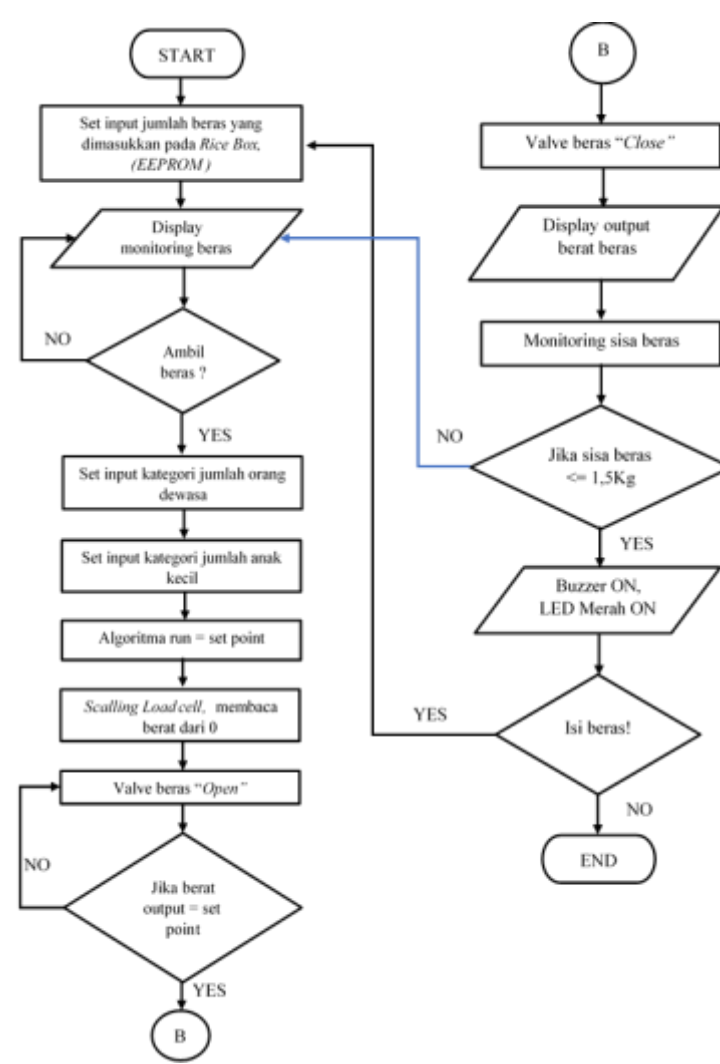 START
Set input jumlah beras yang
dimasukkan pada Rice Box,
(EEPROM)
Display
monitoring beras
NO
Ambil
beras ?
YES
Set input kategori jumlah orang
dewasa
Set input kategori jumlah anak
kecil
Algoritma run = set point
Scalling Loadcell, membaca
berat dari 0
Valve beras “Open”
NO
Jika berat
output = set
point
YES
B
B
Valve beras “Close”
Display output
berat beras
Monitoring sisa beras
NO
Jika sisa beras
<= 1,5Kg
YES
Buzzer ON,
LED Merah ON
YES
Isi beras!
NO
END